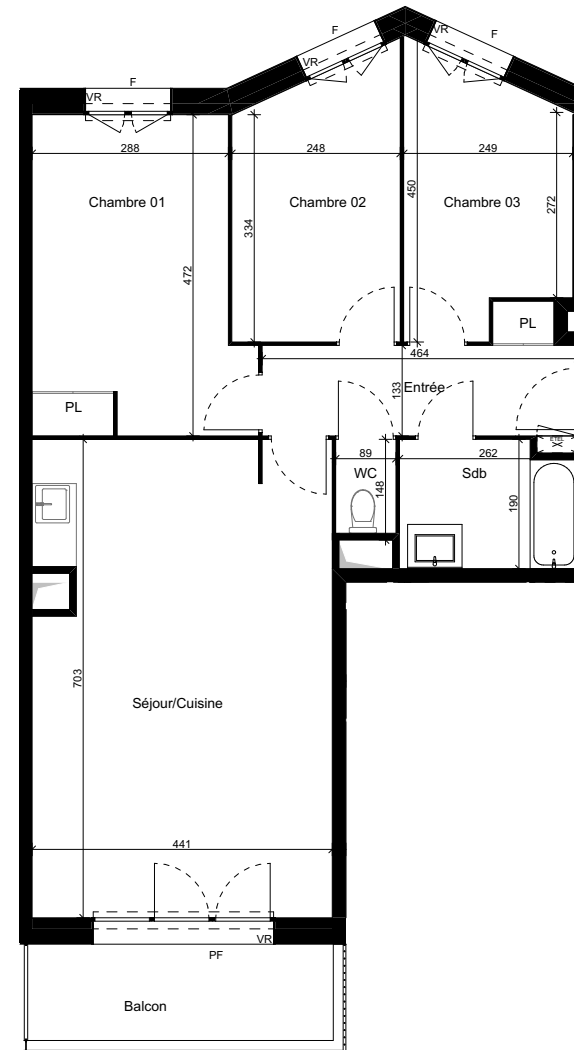 F
F
VR
VR
F
VR
288
248
249
Chambre 01
Chambre 02
Chambre 03
450
272
334
472
PL
464
Entrée
133
PL
ETEL
89
262
WC
Sdb
148
190
703
Séjour/Cuisine
441
VR
PF
Balcon